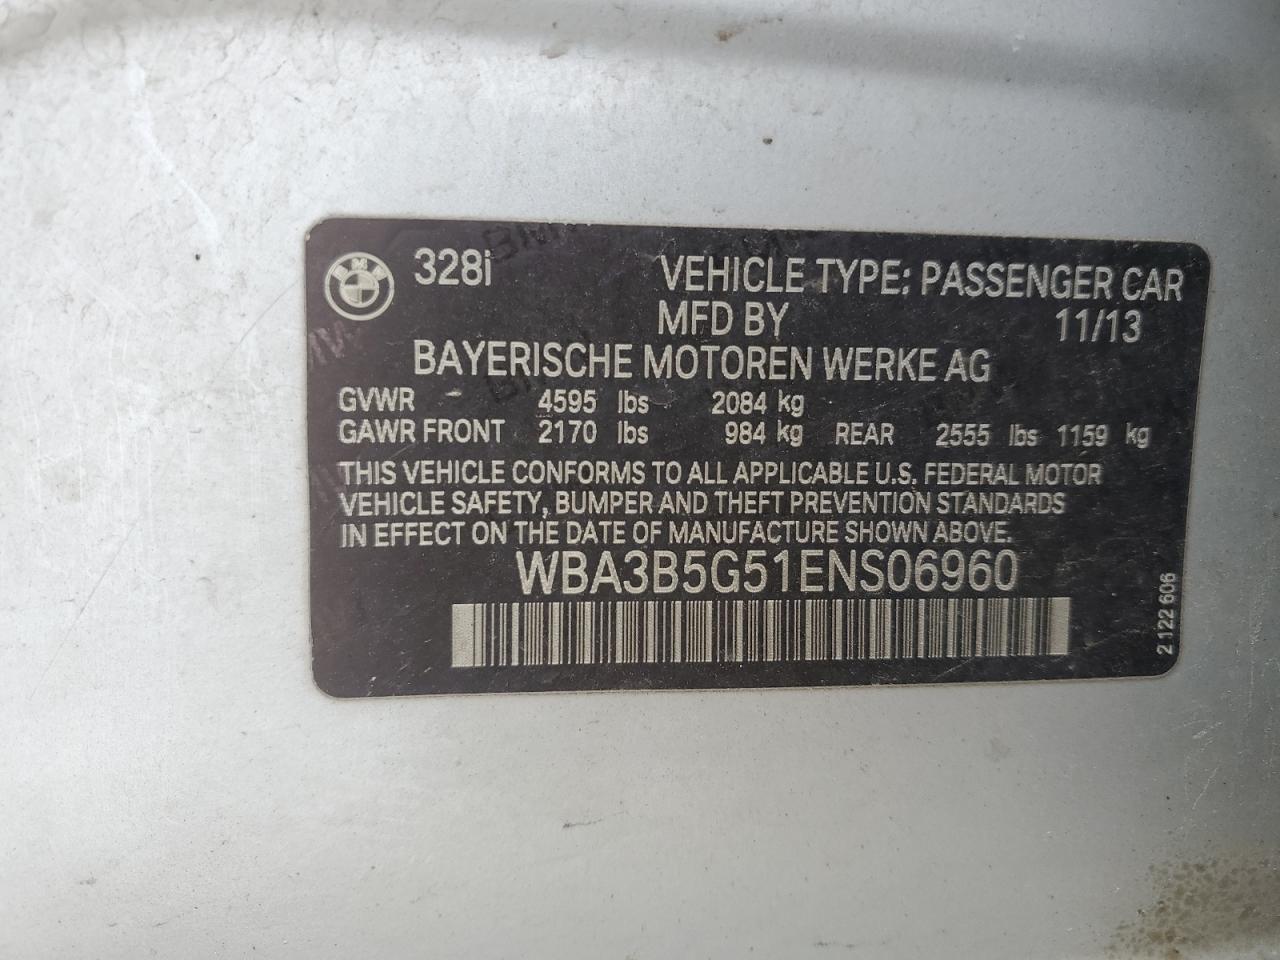 BMW 328i VEHICLE TYPE: PASSENGER CAR
MFD BY 11/13
BAYERISCHE MOTOREN WERKE AG
GVWR - 4595 lbs 2084 kg
GAWR FRONT 2170 lbs 984 kg REAR 2555 lbs 1159 kg
THIS VEHICLE CONFORMS TO ALL APPLICABLE U.S. FEDERAL MOTOR
VEHICLE SAFETY, BUMPER AND THEFT PREVENTION STANDARDS
IN EFFECT ON THE DATE OF MANUFACTURE SHOWN ABOVE.
WBA3B5G51ENS06960
2 122 606